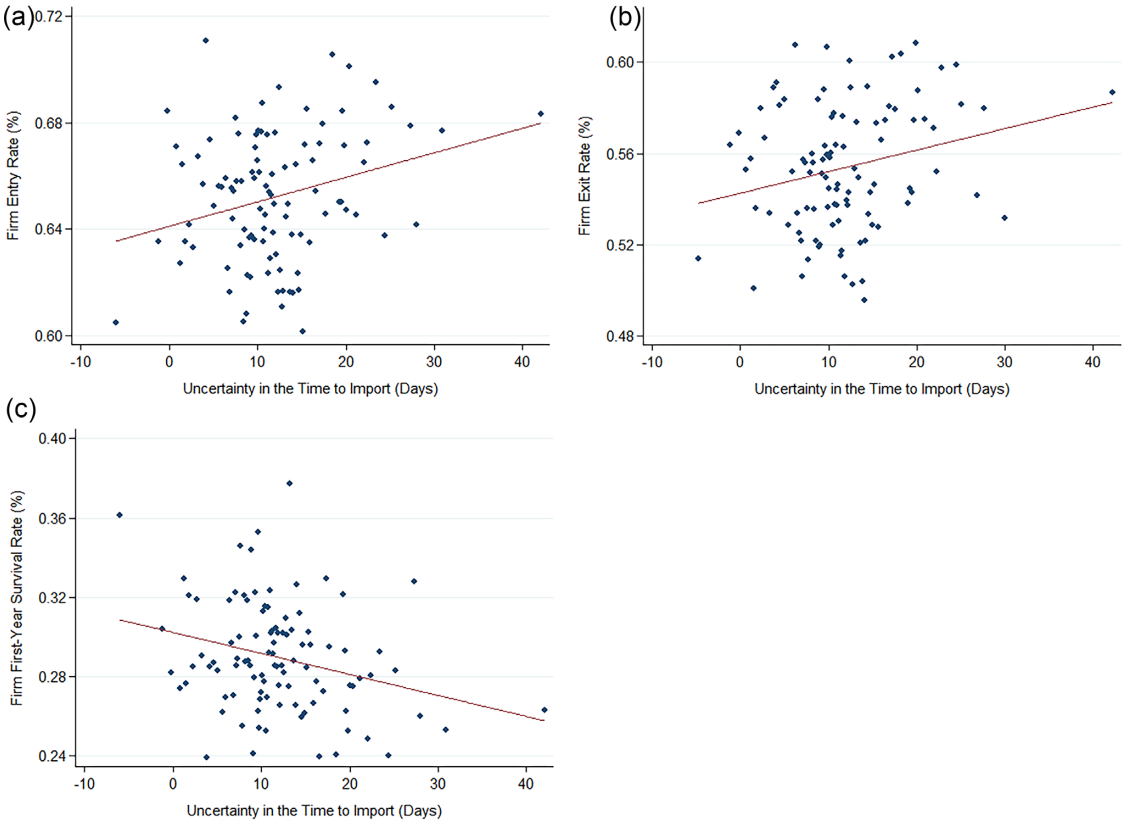 (a)
Firm Entry Rate (%)
0.72
0.68
0.64
0.60
-10 0 10 20 30 40
Uncertainty in the Time to Import (Days)
(b)
Firm Exit Rate (%)
0.60
0.56
0.52
0.48
-10 0 10 20 30 40
Uncertainty in the Time to Import (Days)
(c)
Firm First-Year Survival Rate (%)
0.40
0.36
0.32
0.28
0.24
-10 0 10 20 30 40
Uncertainty in the Time to Import (Days)